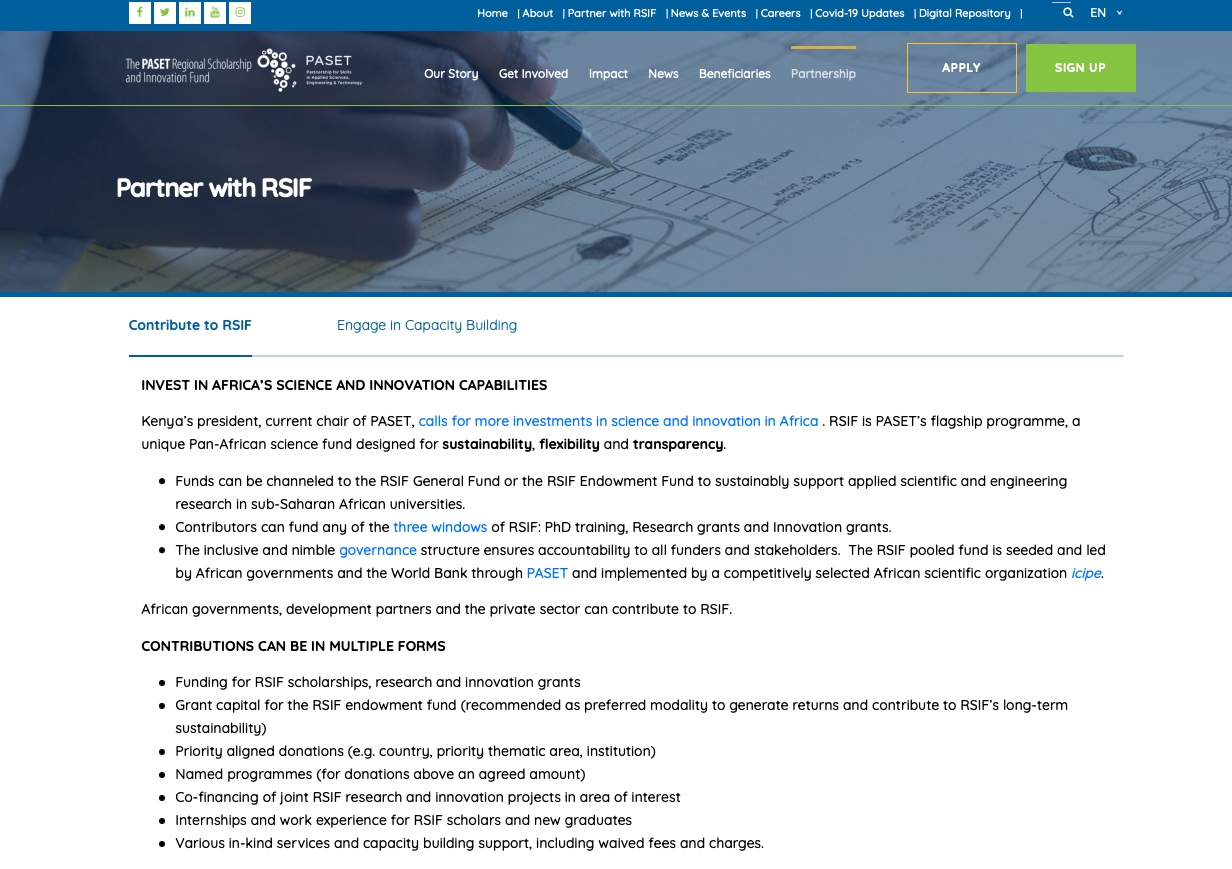 Home | About | Partner with RSIF | News & Events | Careers | Covid-19 Updates | Digital Repository | EN
The PASET Regional Scholarship
and Innovation Fund
PASET
Partnership for Skills
in Applied Sciences,
Engineering & Technology
Our Story Get Involved Impact News Beneficiaries Partnership APPLY SIGN UP
Partner with RSIF
Contribute to RSIF Engage in Capacity Building
INVEST IN AFRICA’S SCIENCE AND INNOVATION CAPABILITIES
Kenya’s president, current chair of PASET, calls for more investments in science and innovation in Africa . RSIF is PASET’s flagship programme, a
unique Pan-African science fund designed for sustainability, flexibility and transparency.
Funds can be channeled to the RSIF General Fund or the RSIF Endowment Fund to sustainably support applied scientific and engineering
research in sub-Saharan African universities.
Contributors can fund any of the three windows of RSIF: PhD training, Research grants and Innovation grants.
The inclusive and nimble governance structure ensures accountability to all funders and stakeholders. The RSIF pooled fund is seeded and led
by African governments and the World Bank through PASET and implemented by a competitively selected African scientific organization icipe.
African governments, development partners and the private sector can contribute to RSIF.
CONTRIBUTIONS CAN BE IN MULTIPLE FORMS
Funding for RSIF scholarships, research and innovation grants
Grant capital for the RSIF endowment fund (recommended as preferred modality to generate returns and contribute to RSIF’s long-term
sustainability)
Priority aligned donations (e.g. country, priority thematic area, institution)
Named programmes (for donations above an agreed amount)
Co-financing of joint RSIF research and innovation projects in area of interest
Internships and work experience for RSIF scholars and new graduates
Various in-kind services and capacity building support, including waived fees and charges.